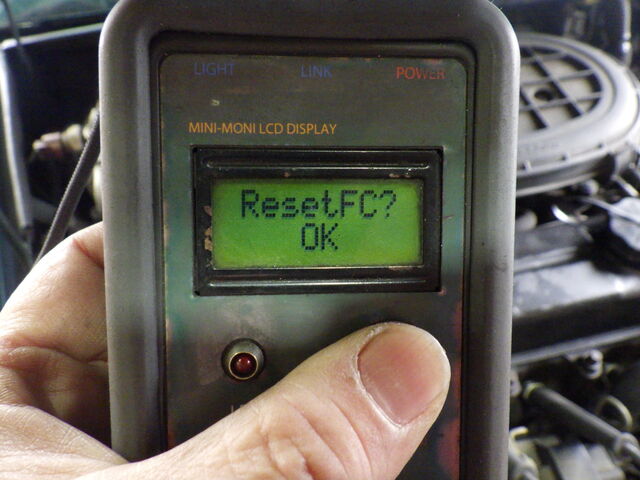 LIGHT LINK POWER
MINI-MONI LCD DISPLAY
ResetFC?
OK